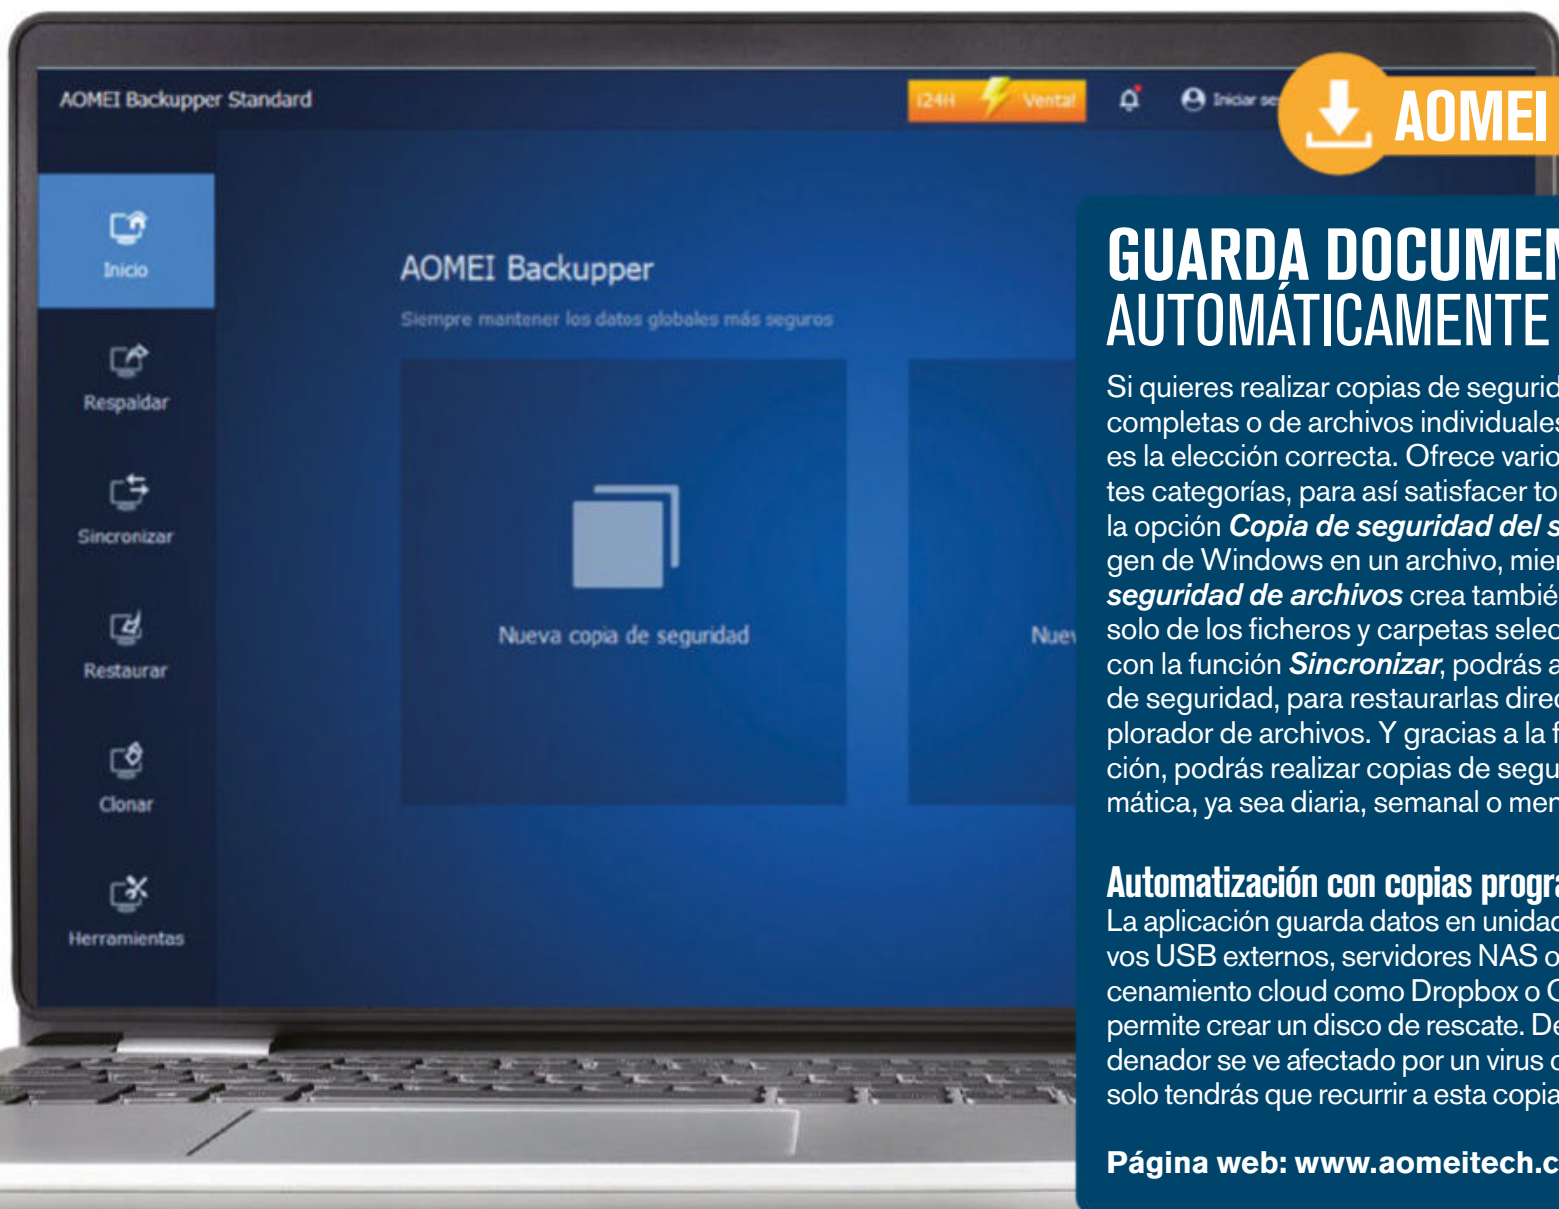 AOMEI Backupper Standard
¡24H Venta!
Iniciar se
AOMEI
Inicio
Respaldar
Sincronizar
Restaurar
Clonar
Herramientas
AOMEI Backupper
Siempre mantener los datos globales más seguros
Nueva copia de seguridad
Nuev
GUARDA DOCUMEN
AUTOMÁTICAMENTE
Si quieres realizar copias de segurid
completas o de archivos individuales
es la elección correcta. Ofrece vario
tes categorías, para así satisfacer to
la opción Copia de seguridad del s
gen de Windows en un archivo, mien
seguridad de archivos crea tambié
solo de los ficheros y carpetas selec
con la función Sincronizar, podrás a
de seguridad, para restaurarlas direc
plorador de archivos. Y gracias a la f
ción, podrás realizar copias de segu
mática, ya sea diaria, semanal o men
Automatización con copias progra
La aplicación guarda datos en unidad
vos USB externos, servidores NAS o
cenamiento cloud como Dropbox o G
permite crear un disco de rescate. De
denador se ve afectado por un virus o
solo tendrás que recurrir a esta copia
Página web: www.aomeitech.c